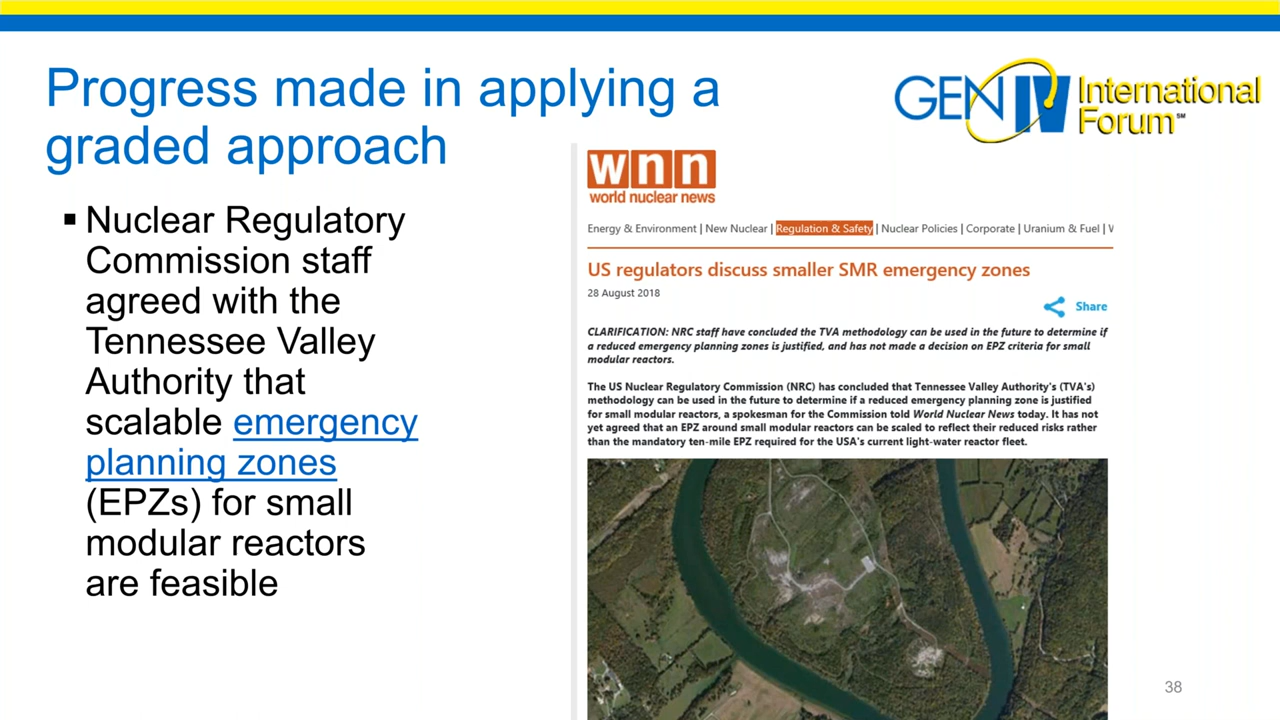 Progress made in applying a
graded approach
GEN IV International
Forum℠
▪ Nuclear Regulatory
Commission staff
agreed with the
Tennessee Valley
Authority that
scalable emergency
planning zones
(EPZs) for small
modular reactors
are feasible
wnn
world nuclear news
Energy & Environment | New Nuclear | Regulation & Safety | Nuclear Policies | Corporate | Uranium & Fuel |
US regulators discuss smaller SMR emergency zones
28 August 2018
Share
CLARIFICATION: NRC staff have concluded the TVA methodology can be used in the future to determine if
a reduced emergency planning zones is justified, and has not made a decision on EPZ criteria for small
modular reactors.
The US Nuclear Regulatory Commission (NRC) has concluded that Tennessee Valley Authority's (TVA's)
methodology can be used in the future to determine if a reduced emergency planning zone is justified
for small modular reactors, a spokesman for the Commission told World Nuclear News today. It has not
yet agreed that an EPZ around small modular reactors can be scaled to reflect their reduced risks rather
than the mandatory ten-mile EPZ required for the USA's current light-water reactor fleet.
38